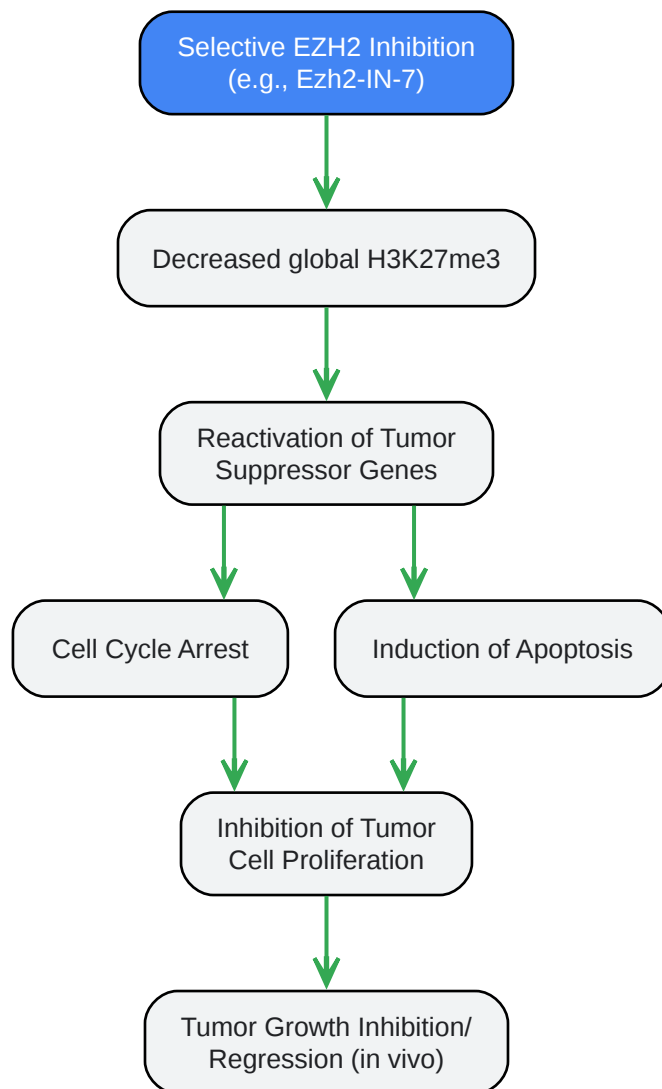 Selective EZH2 Inhibition
(e.g., Ezh2-IN-7)
Decreased global H3K27me3
Reactivation of Tumor
Suppressor Genes
Cell Cycle Arrest
Induction of Apoptosis
Inhibition of Tumor
Cell Proliferation
Tumor Growth Inhibition/
Regression (in vivo)